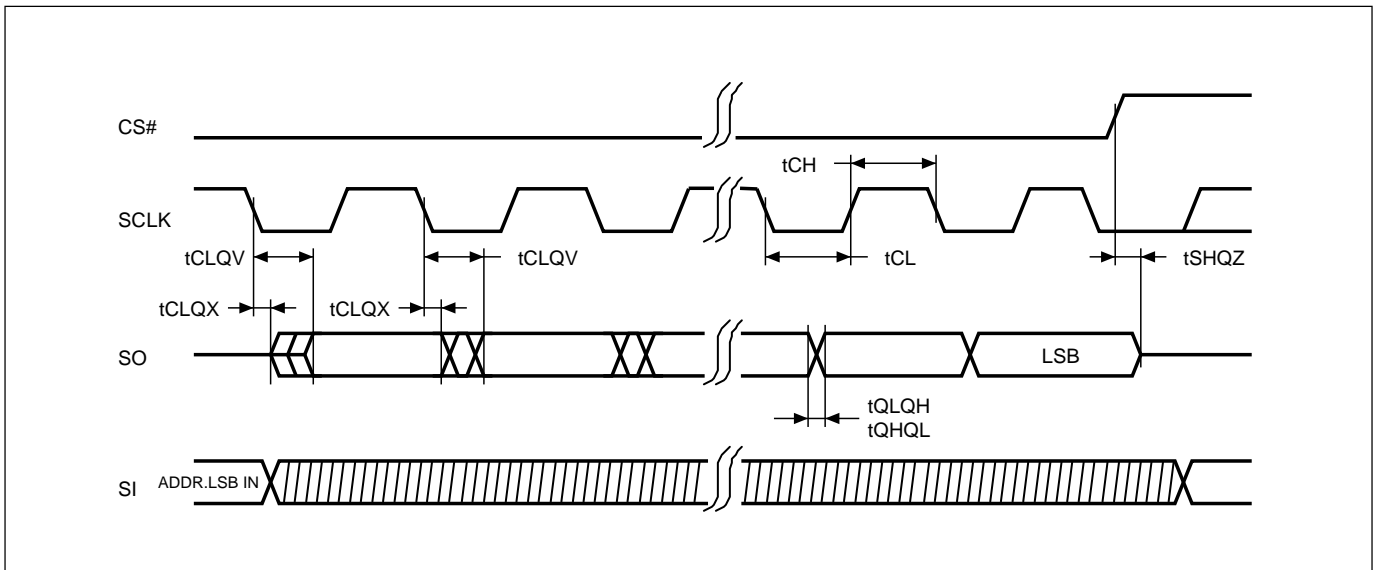 CS#
tCH
SCLK
tCLQV
tCLQV
tCL
tSHQZ
tCLQX
tCLQX
SO
LSB
tQLQH
tQHQL
SI
ADDR.LSB IN